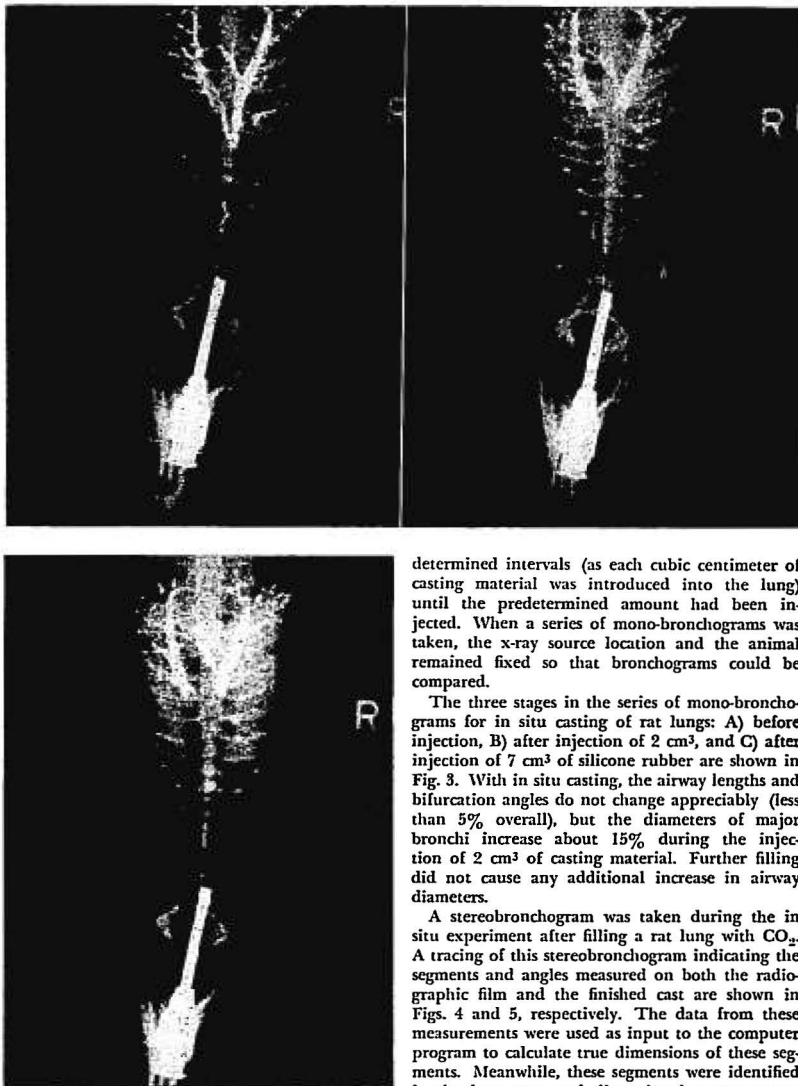 R
R
determined intervals (as each cubic centimeter of
casting material was introduced into the lung)
until the predetermined amount had been in-
jected. When a series of mono-bronchograms was
taken, the x-ray source location and the animal
remained fixed so that bronchograms could be
compared.
The three stages in the series of mono-broncho-
grams for in situ casting of rat lungs: A) before
injection, B) after injection of 2 cm³, and C) after
injection of 7 cm³ of silicone rubber are shown in
Fig. 3. With in situ casting, the airway lengths and
bifurcation angles do not change appreciably (less
than 5% overall), but the diameters of major
bronchi increase about 15% during the injec-
tion of 2 cm³ of casting material. Further filling
did not cause any additional increase in airway
diameters.
A stereobronchogram was taken during the in
situ experiment after filling a rat lung with CO₂.
A tracing of this stereobronchogram indicating the
segments and angles measured on both the radio-
graphic film and the finished cast are shown in
Figs. 4 and 5, respectively. The data from these
measurements were used as input to the computer
program to calculate true dimensions of these seg-
ments. Meanwhile, these segments were identified